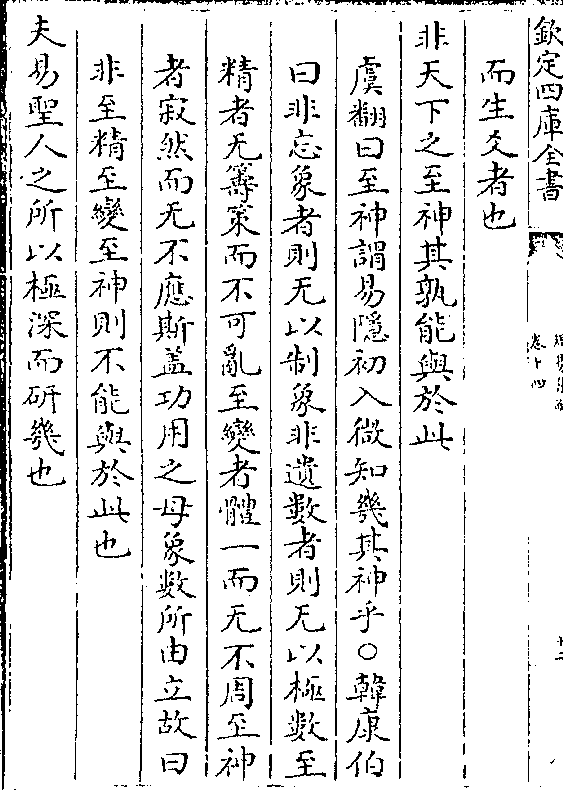 欽定四庫全書
卷十四
而生爻者也
非天下之至神其孰能與於此
虞翻曰至神謂易隱初入微知幾其神乎○韓康伯
曰非忘象者則无以制象非遺數者則无以極數至
精者无籌策而不可亂至變者體一而无不周至神
者寂然而无不應斯蓋功用之母象數所由立故曰
非至精至變至神則不能與於此也
夫易聖人之所以極深而研幾也